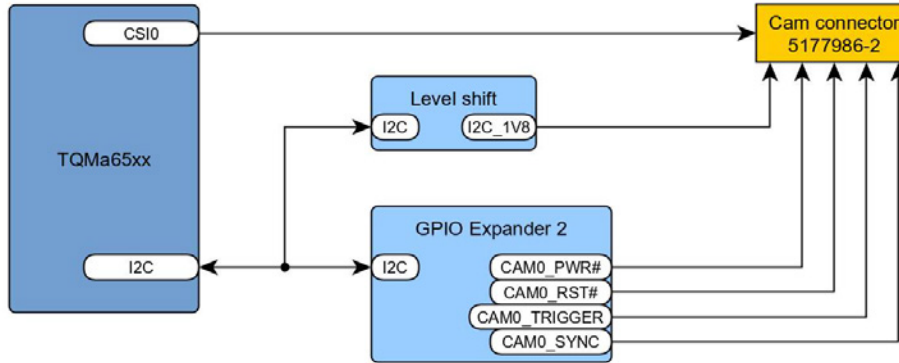 CSI0
Cam connector
5177986-2
Level shift
I2C
I2C_1V8
TQMa65xx
GPIO Expander 2
I2C
I2C
CAM0_PWR#
CAM0_RST#
CAM0_TRIGGER
CAM0_SYNC